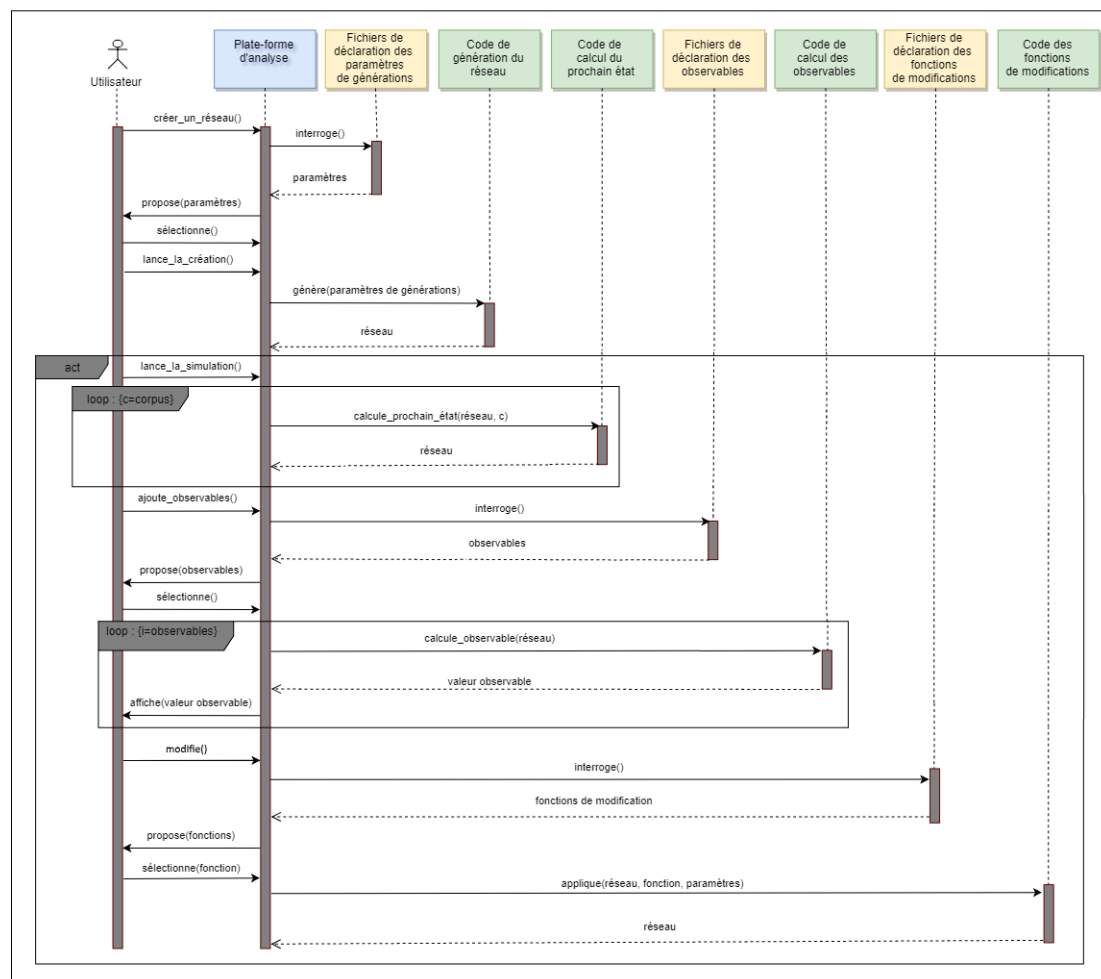 Utilisateur
Plate-forme
d'analyse
Fichiers de
déclaration des
paramètres
de générations
Code de
génération du
réseau
Code de
calcul du
prochain état
Fichiers de
déclaration des
observables
Code de
calcul des
observables
Fichiers de
déclaration des
fonctions
de modifications
Code des
fonctions
de modifications
créer_un_réseau()
interroge()
paramètres
propose(paramètres)
sélectionne()
lance_la_création()
génère(paramètres de générations)
réseau
act
lance_la_simulation()
loop : {c=corpus}
calcule_prochain_état(réseau, c)
réseau
ajoute_observables()
interroge()
observables
propose(observables)
sélectionne()
loop : {i=observables}
calcule_observable(réseau)
valeur observable
affiche(valeur observable)
modifie()
interroge()
fonctions de modification
propose(fonctions)
sélectionne(fonction)
applique(réseau, fonction, paramètres)
réseau